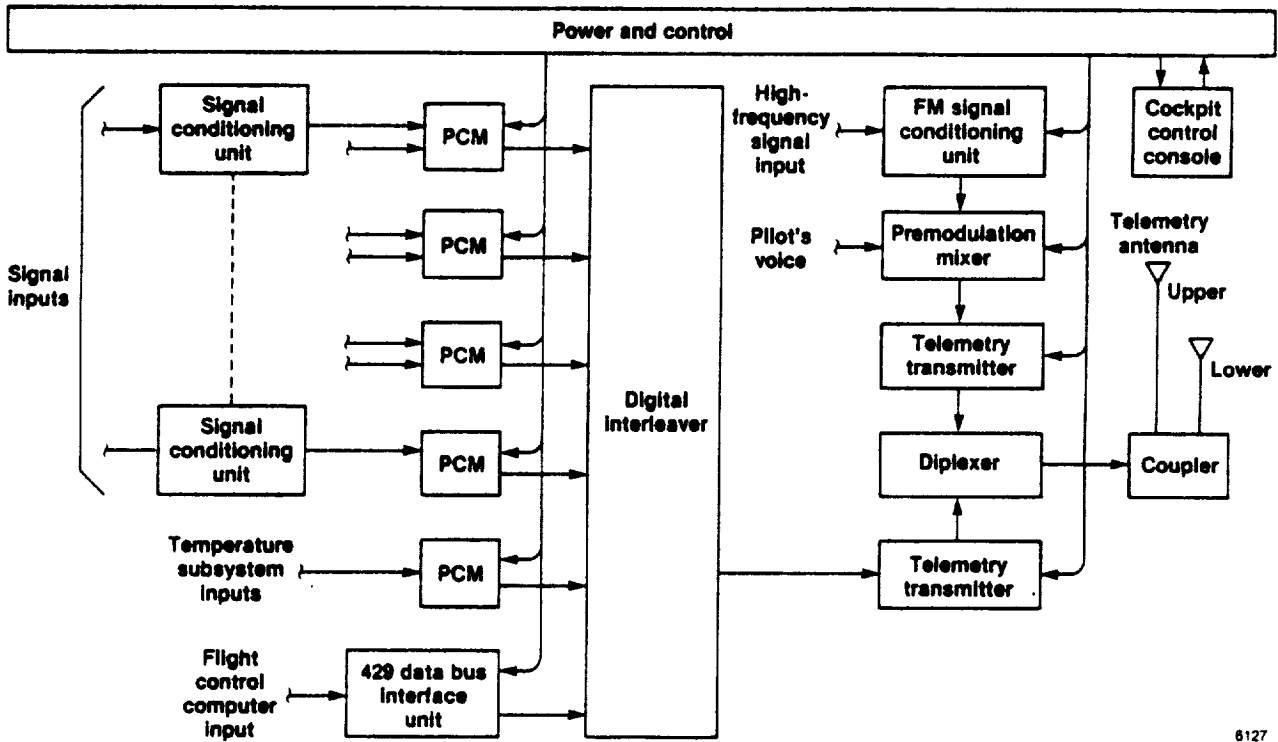 Power and control
Signal
conditioning
unit
PCM
High-
frequency
signal
input
FM signal
conditioning
unit
Cockpit
control
console
PCM
Pilot's
voice
Premodulation
mixer
Telemetry
antenna
Upper
Signal
inputs
PCM
Telemetry
transmitter
Lower
Digital
interleaver
Signal
conditioning
unit
PCM
Diplexer
Coupler
Temperature
subsystem
inputs
PCM
Telemetry
transmitter
Flight
control
computer
input
429 data bus
interface
unit
6127